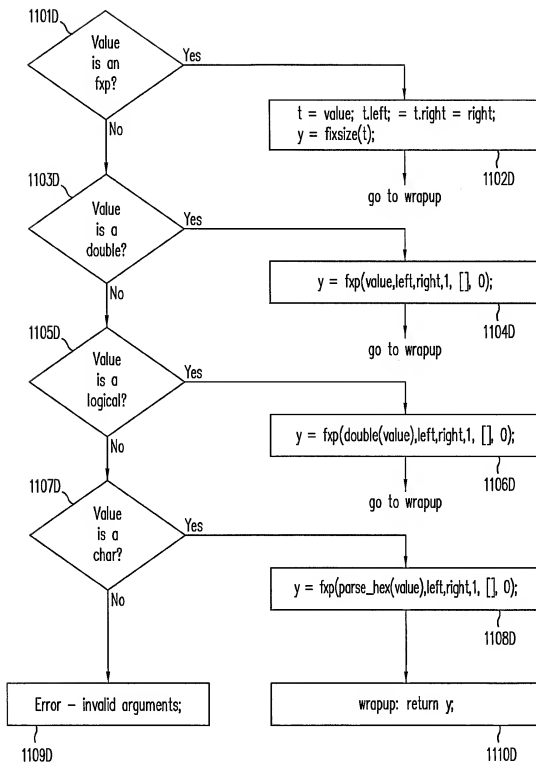 1101D
Value
is an
fxp?
Yes
No
t = value; t.left; = t.right = right;
y = fixsize(t);
1102D
go to wrapup
1103D
Value
is a
double?
Yes
No
y = fxp(value,left,right,1, [], 0);
1104D
go to wrapup
1105D
Value
is a
logical?
Yes
No
y = fxp(double(value),left,right,1, [], 0);
1106D
go to wrapup
1107D
Value
is a
char?
Yes
No
y = fxp(parse_hex(value),left,right,1, [], 0);
1108D
Error – invalid arguments;
1109D
wrapup: return y;
1110D